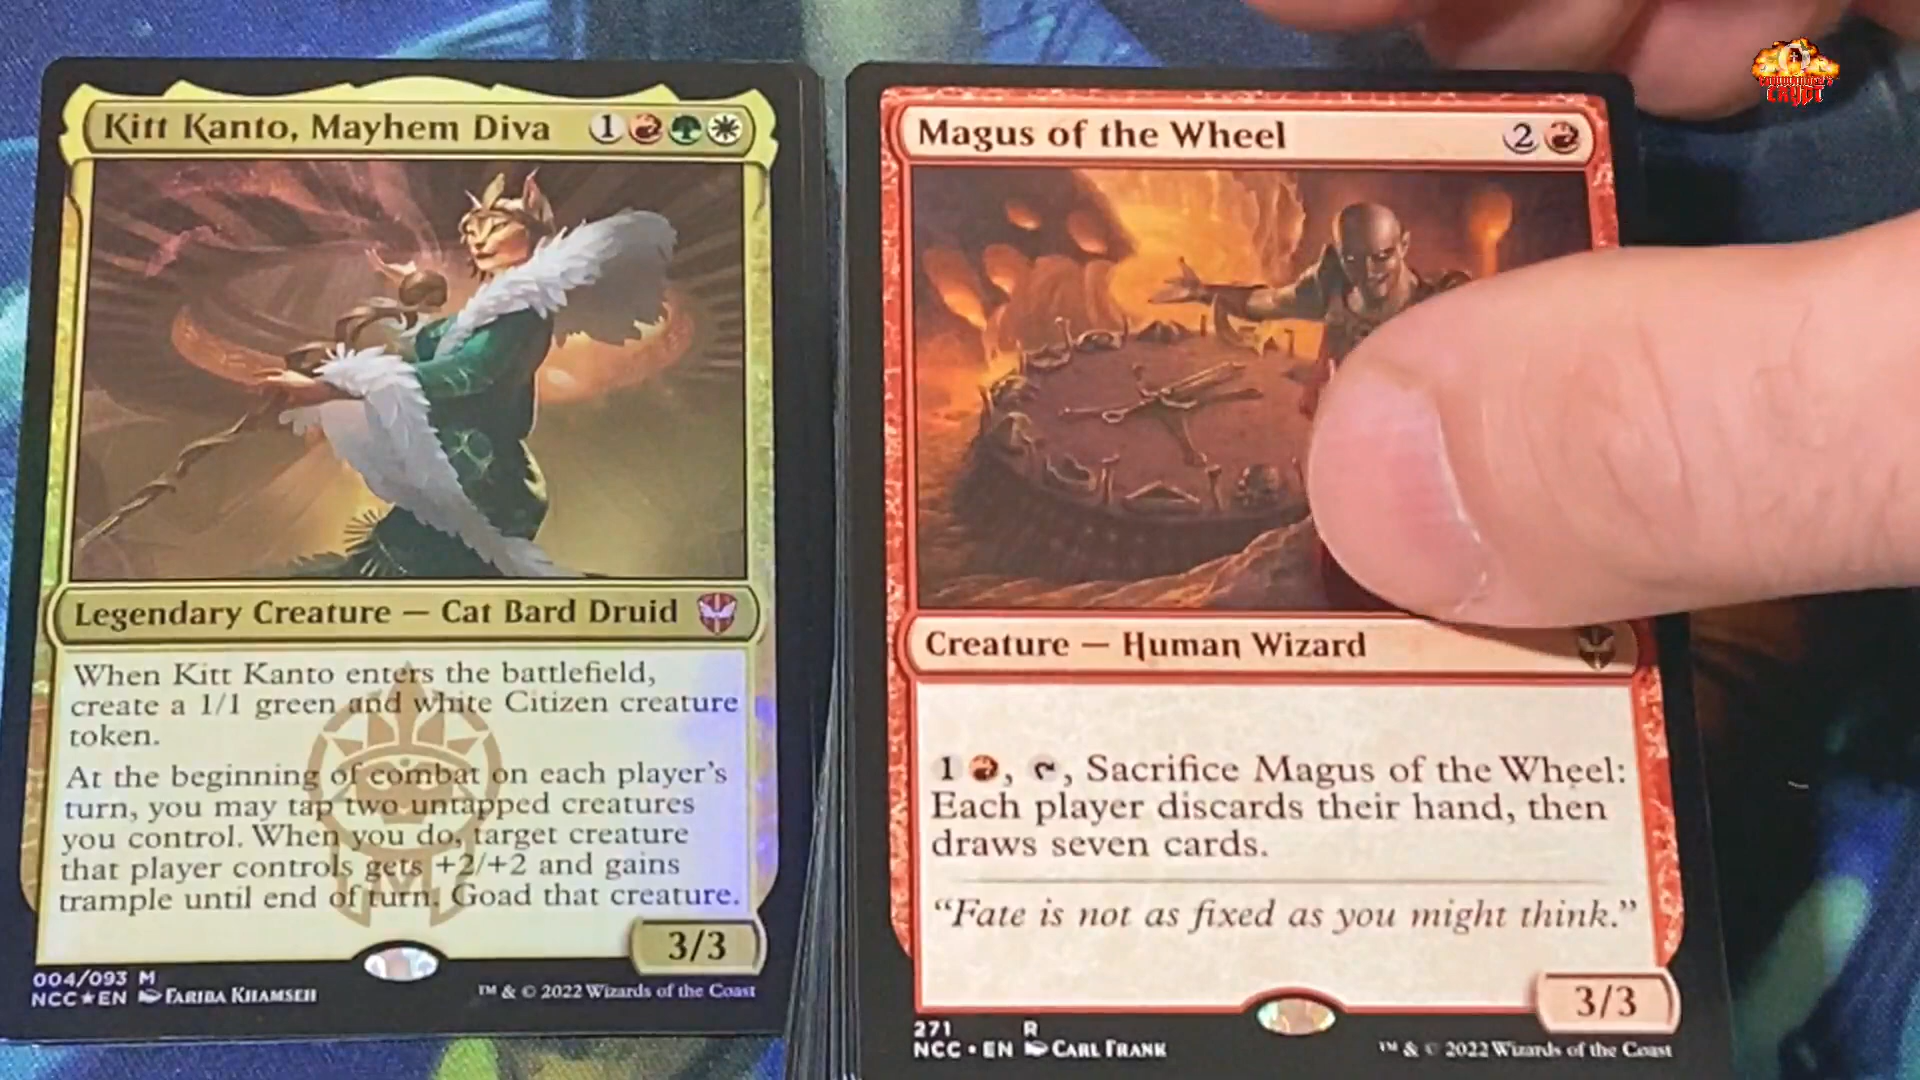 Kitt Kanto, Mayhem Diva 1
Legendary Creature — Cat Bard Druid
When Kitt Kanto enters the battlefield,
create a 1/1 green and white Citizen creature
token.
At the beginning of combat on each player's
turn, you may tap two untapped creatures
you control. When you do, target creature
that player controls gets +2/+2 and gains
trample until end of turn. Goad that creature.
3/3
004/093 M
NCC★EN FARIBA KHAMSEH
™ & © 2022 Wizards of the Coast
Magus of the Wheel 2
Creature — Human Wizard
1 , , Sacrifice Magus of the Wheel:
Each player discards their hand, then
draws seven cards.
“Fate is not as fixed as you might think.”
3/3
271 R
NCC • EN CARL FRANK
™ & © 2022 Wizards of the Coast
CRYPT